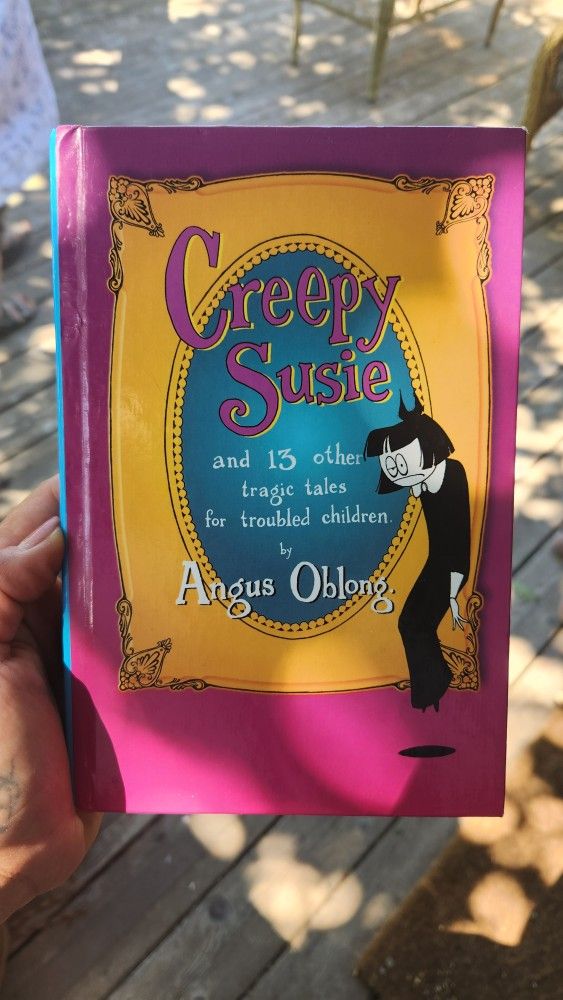 Creepy
Susie
and 13 other
tragic tales
for troubled children.
by
Angus Oblong.